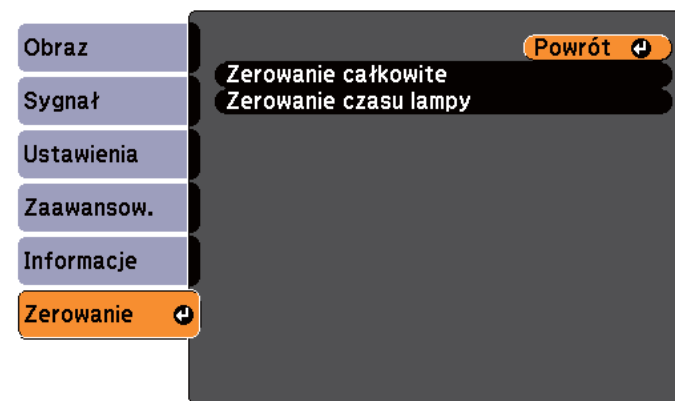 Obraz
Sygnał
Ustawienia
Zaawansow.
Informacje
Zerowanie
Powrót
Zerowanie całkowite
Zerowanie czasu lampy